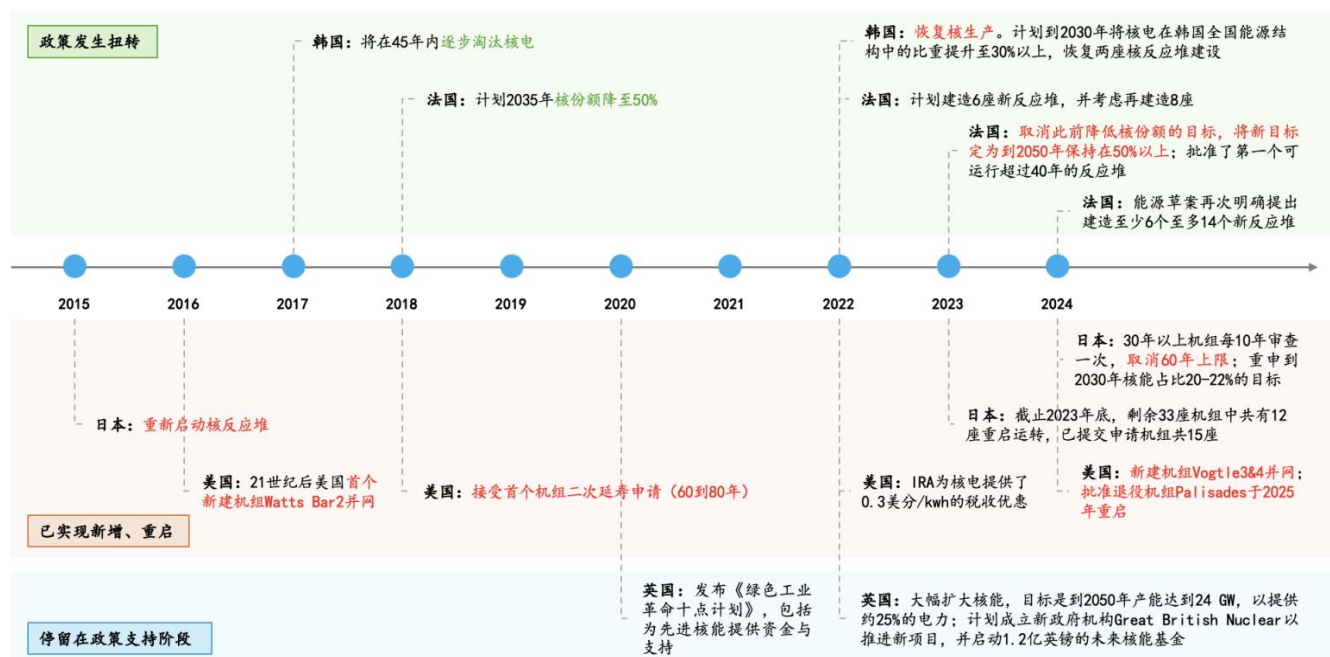 政策发生扭转
韩国：将在45年内逐步淘汰核电
法国：计划2035年核份额降至50%
韩国：恢复核生产。计划到2030年将核电在韩国全国能源结
构中的比重提升至30%以上，恢复两座核反应堆建设
法国：计划建造6座新反应堆，并考虑再建造8座
法国：取消此前降低核份额的目标，将新目标
定为到2050年保持在50%以上；批准了第一个可
运行超过40年的反应堆
法国：能源草案再次明确提出
建造至少6个至多14个新反应堆
2015
2016
2017
2018
2019
2020
2021
2022
2023
2024
日本：30年以上机组每10年审查
一次，取消60年上限；重申到
2030年核能占比20-22%的目标
日本：重新启动核反应堆
日本：截止2023年底，剩余33座机组中共有12
座重启运转，已提交申请机组共15座
美国：21世纪后美国首个
新建机组Watts Bar2并网
美国：接受首个机组二次延寿申请（60到80年）
美国：IRA为核电提供了
0.3美分/kwh的税收优惠
美国：新建机组Vogtle3&4并网；
批准退役机组Palisades于2025
年重启
已实现新增、重启
英国：发布《绿色工业
革命十点计划》，包括
为先进核能提供资金与
支持
英国：大幅扩大核能，目标是到2050年产能达到24 GW，以提供
约25%的电力；计划成立新政府机构Great British Nuclear以
推进新项目，并启动1.2亿英镑的未来核能基金
停留在政策支持阶段